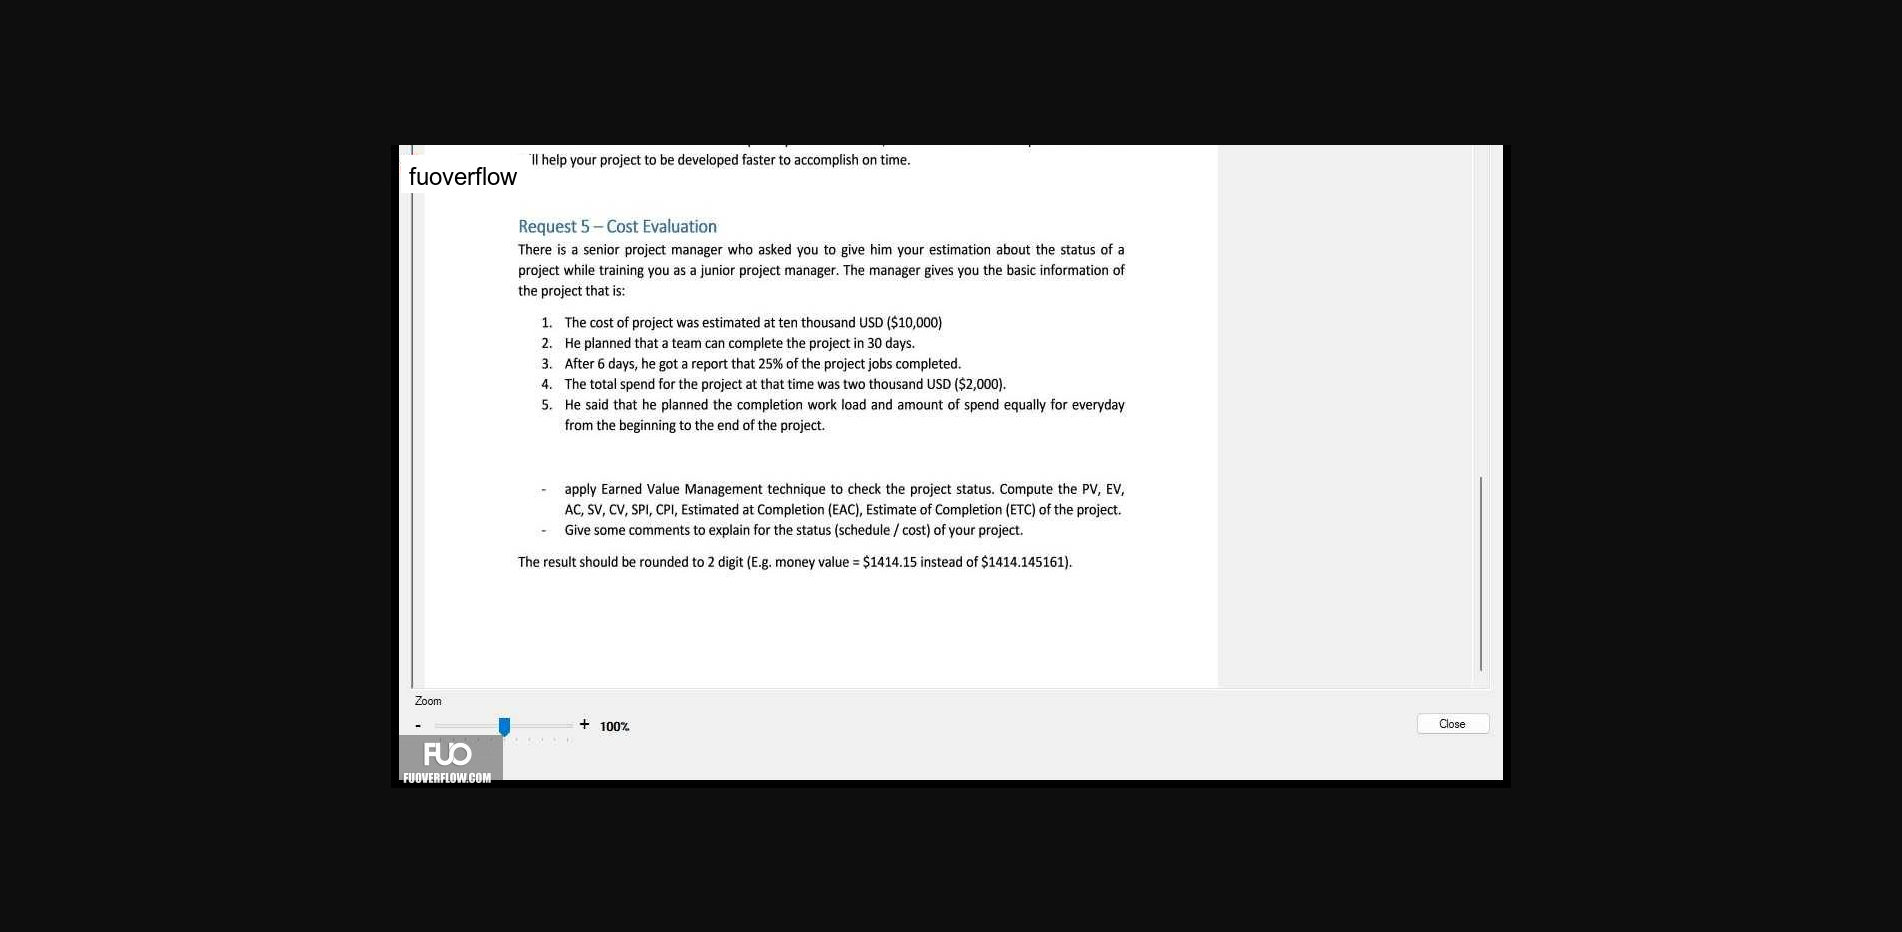 'll help your project to be developed faster to accomplish on time.
fuoverflow
Request 5 – Cost Evaluation
There is a senior project manager who asked you to give him your estimation about the status of a
project while training you as a junior project manager. The manager gives you the basic information of
the project that is:
1. The cost of project was estimated at ten thousand USD ($10,000)
2. He planned that a team can complete the project in 30 days.
3. After 6 days, he got a report that 25% of the project jobs completed.
4. The total spend for the project at that time was two thousand USD ($2,000).
5. He said that he planned the completion work load and amount of spend equally for everyday
from the beginning to the end of the project.
- apply Earned Value Management technique to check the project status. Compute the PV, EV,
AC, SV, CV, SPI, CPI, Estimated at Completion (EAC), Estimate of Completion (ETC) of the project.
- Give some comments to explain for the status (schedule / cost) of your project.
The result should be rounded to 2 digit (E.g. money value = $1414.15 instead of $1414.145161).
Zoom
- + 100%
Close
FUO
FUOVERFLOW.COM